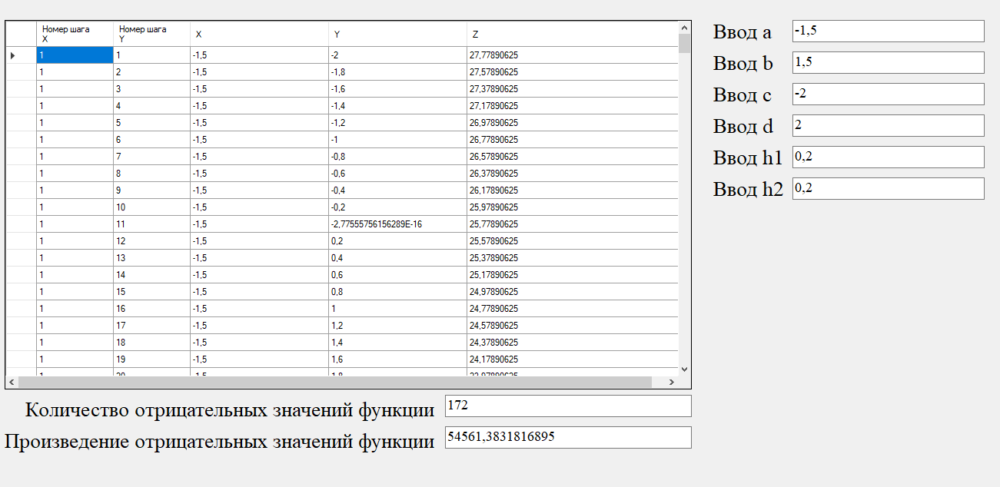 Номер шага X Номер шага Y X Y Z
1 1 -1,5 -2 27,77890625
1 2 -1,5 -1,8 27,57890625
1 3 -1,5 -1,6 27,37890625
1 4 -1,5 -1,4 27,17890625
1 5 -1,5 -1,2 26,97890625
1 6 -1,5 -1 26,77890625
1 7 -1,5 -0,8 26,57890625
1 8 -1,5 -0,6 26,37890625
1 9 -1,5 -0,4 26,17890625
1 10 -1,5 -0,2 25,97890625
1 11 -1,5 -2,77555756156289E-16 25,77890625
1 12 -1,5 0,2 25,57890625
1 13 -1,5 0,4 25,37890625
1 14 -1,5 0,6 25,17890625
1 15 -1,5 0,8 24,97890625
1 16 -1,5 1 24,77890625
1 17 -1,5 1,2 24,57890625
1 18 -1,5 1,4 24,37890625
1 19 -1,5 1,6 24,17890625
1 20 -1,5 1,8 23,97890625
Ввод a -1,5
Ввод b 1,5
Ввод c -2
Ввод d 2
Ввод h1 0,2
Ввод h2 0,2
Количество отрицательных значений функции 172
Произведение отрицательных значений функции 54561,3831816895